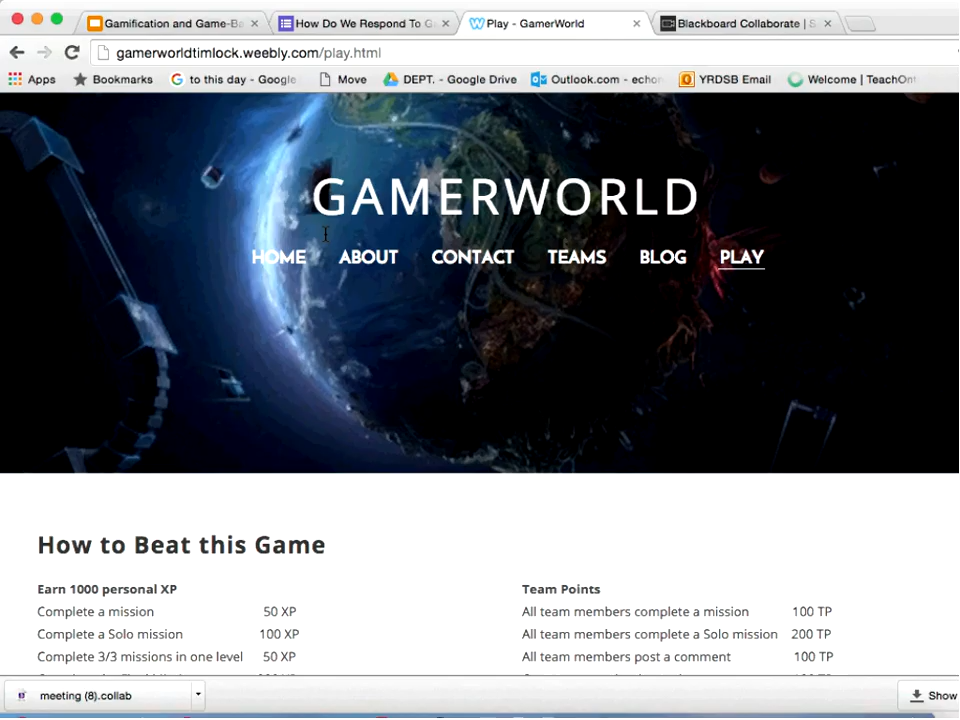 Gamification and Game-Ba
How Do We Respond To G
Play - GamerWorld
Blackboard Collaborate | S
gamerworldtimlock.weebly.com/play.html
Apps Bookmarks to this day - Google Move DEPT. - Google Drive Outlook.com - echo YRDSB Email Welcome | TeachOnt
GAMERWORLD
HOME ABOUT CONTACT TEAMS BLOG PLAY
How to Beat this Game
Earn 1000 personal XP
Complete a mission 50 XP
Complete a Solo mission 100 XP
Complete 3/3 missions in one level 50 XP
Team Points
All team members complete a mission 100 TP
All team members complete a Solo mission 200 TP
All team members post a comment 100 TP
meeting (8).collab
Show